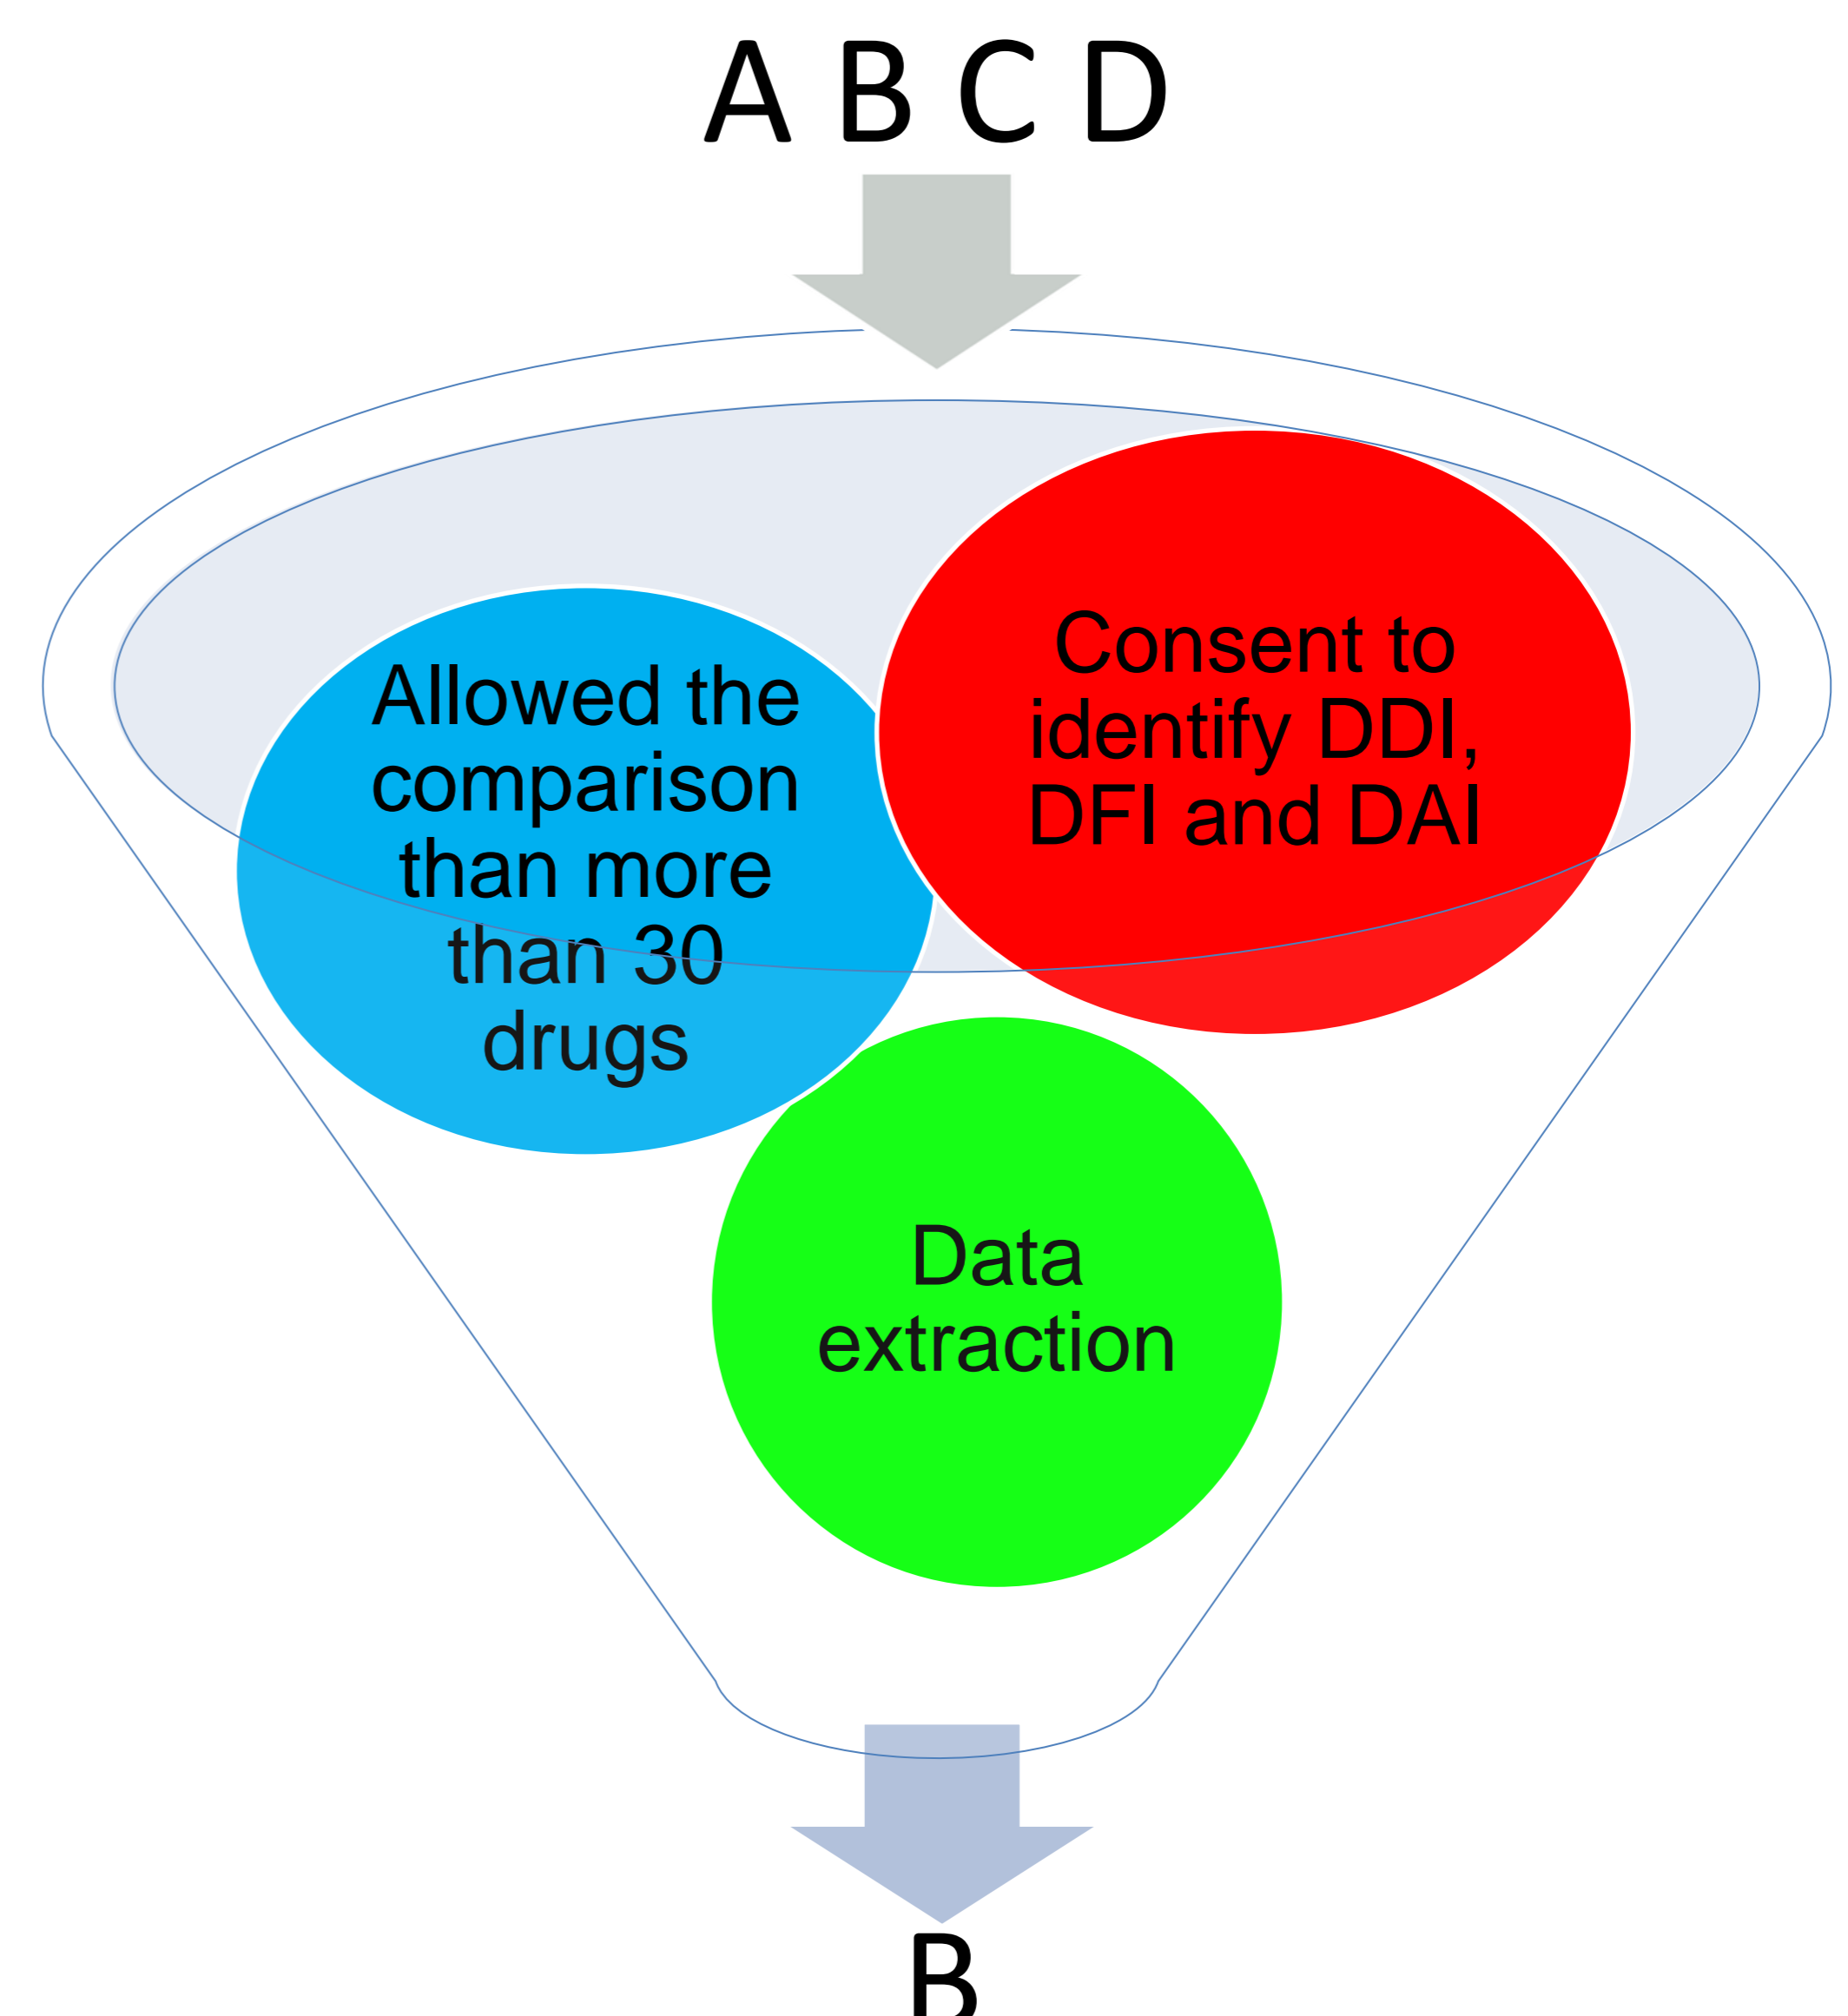 A B C D
Consent to
identify DDI,
DFI and DAI
Allowed the
comparison
than more
than 30
drugs
Data
extraction
B